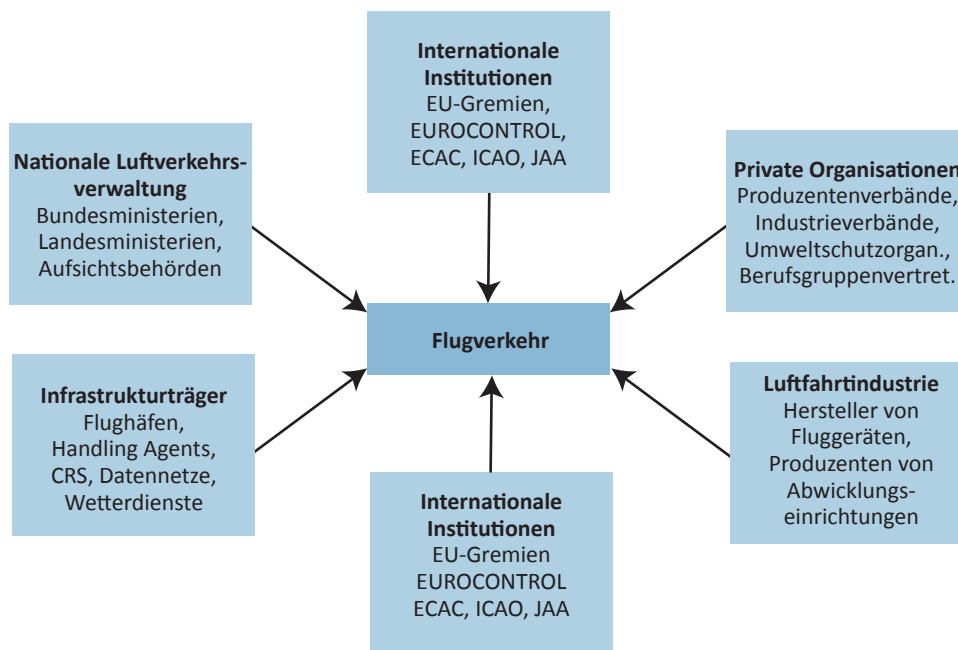 Internationale
Institutionen
EU-Gremien,
EUROCONTROL,
ECAC, ICAO, JAA
Nationale Luftverkehrs-
verwaltung
Bundesministerien,
Landesministerien,
Aufsichtsbehörden
Private Organisationen
Produzentenverbände,
Industrieverbände,
Umweltschutzorgan.,
Berufsgruppenvertret.
Flugverkehr
Infrastrukturträger
Flughäfen,
Handling Agents,
CRS, Datennetze,
Wetterdienste
Luftfahrtindustrie
Hersteller von
Fluggeräten,
Produzenten von
Abwicklungs-
einrichtungen
Internationale
Institutionen
EU-Gremien
EUROCONTROL
ECAC, ICAO, JAA